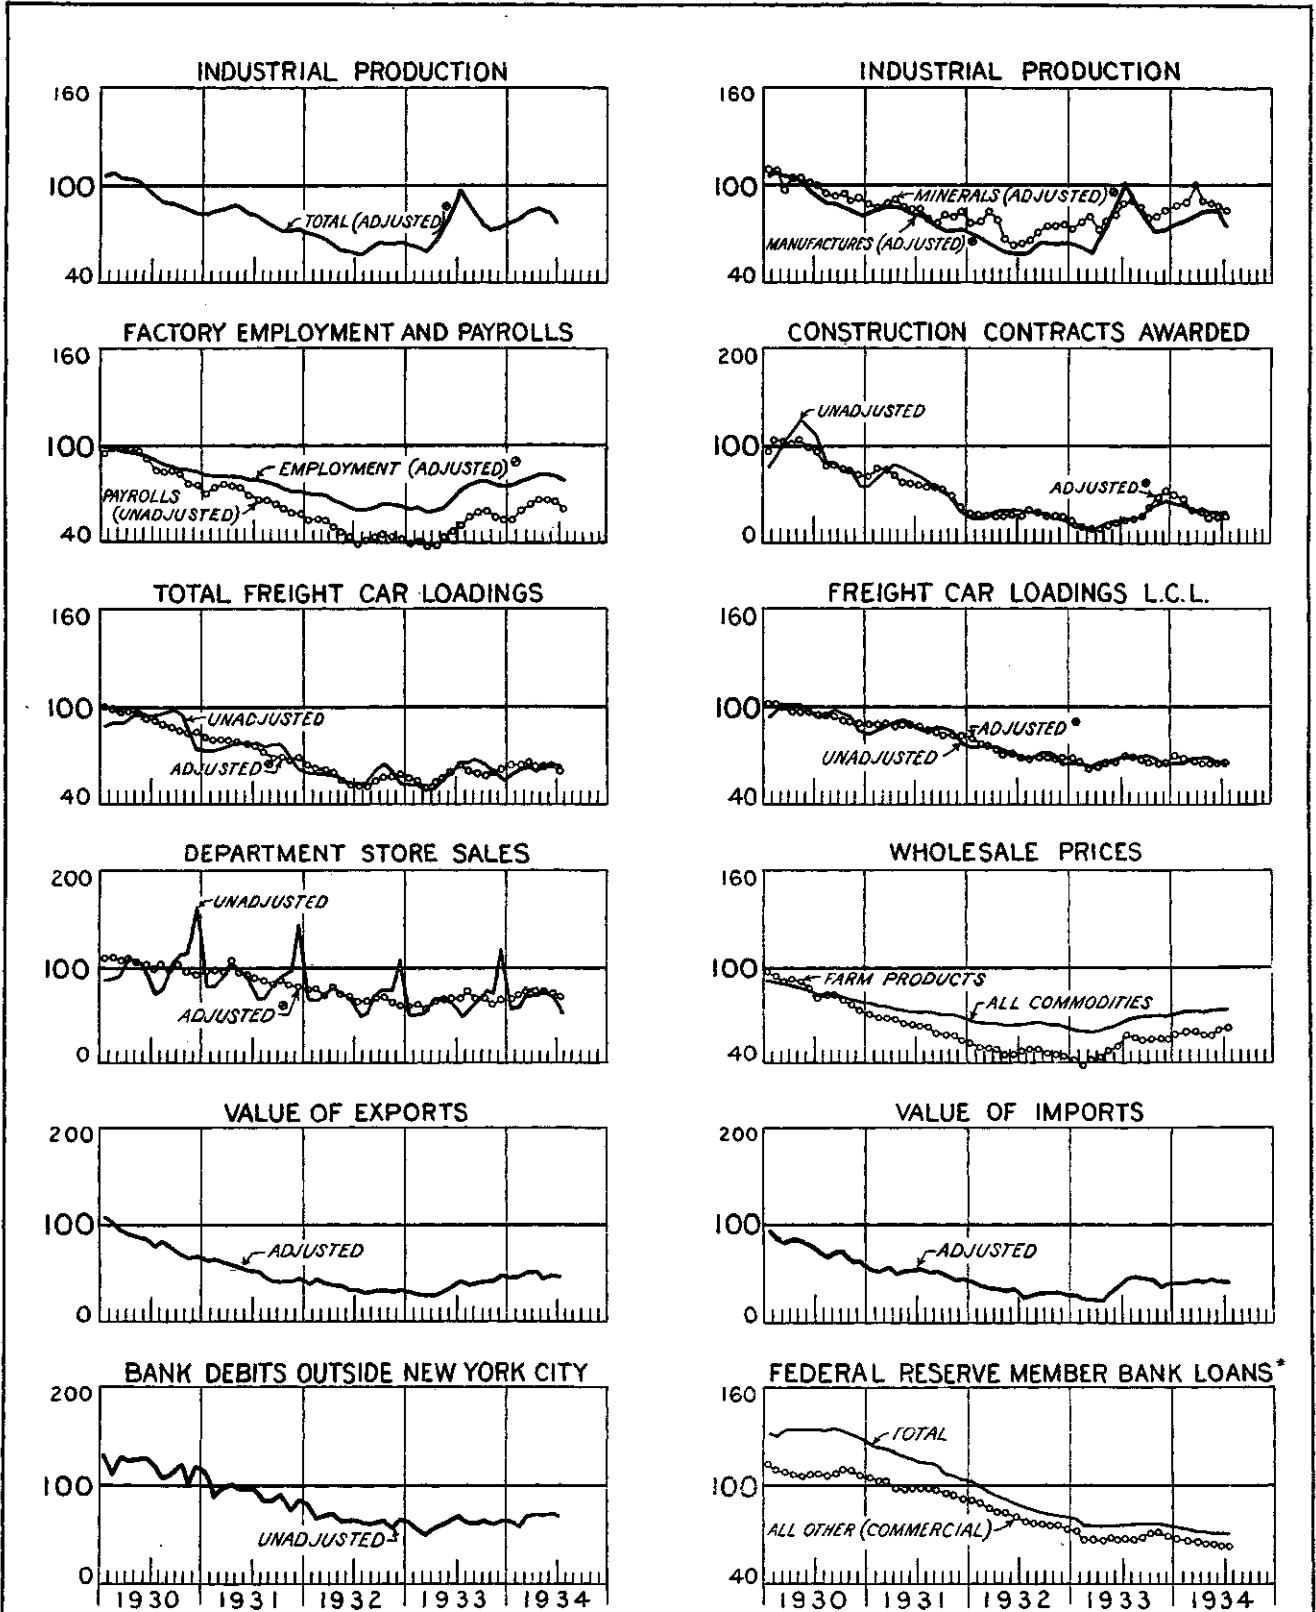 INDUSTRIAL PRODUCTION
160
100
40
TOTAL (ADJUSTED)
INDUSTRIAL PRODUCTION
160
100
40
MINERALS (ADJUSTED)
MANUFACTURES (ADJUSTED)
FACTORY EMPLOYMENT AND PAYROLLS
160
100
40
EMPLOYMENT (ADJUSTED)
PAYROLLS
(UNADJUSTED)
CONSTRUCTION CONTRACTS AWARDED
200
100
0
UNADJUSTED
ADJUSTED
TOTAL FREIGHT CAR LOADINGS
160
100
40
UNADJUSTED
ADJUSTED
FREIGHT CAR LOADINGS L.C.L.
160
100
40
ADJUSTED
UNADJUSTED
DEPARTMENT STORE SALES
200
100
0
UNADJUSTED
ADJUSTED
WHOLESALE PRICES
160
100
40
FARM PRODUCTS
ALL COMMODITIES
VALUE OF EXPORTS
200
100
0
ADJUSTED
VALUE OF IMPORTS
200
100
0
ADJUSTED
BANK DEBITS OUTSIDE NEW YORK CITY
200
100
0
UNADJUSTED
1930 1931 1932 1933 1934
FEDERAL RESERVE MEMBER BANK LOANS*
160
100
40
TOTAL
ALL OTHER (COMMERCIAL)
1930 1931 1932 1933 1934